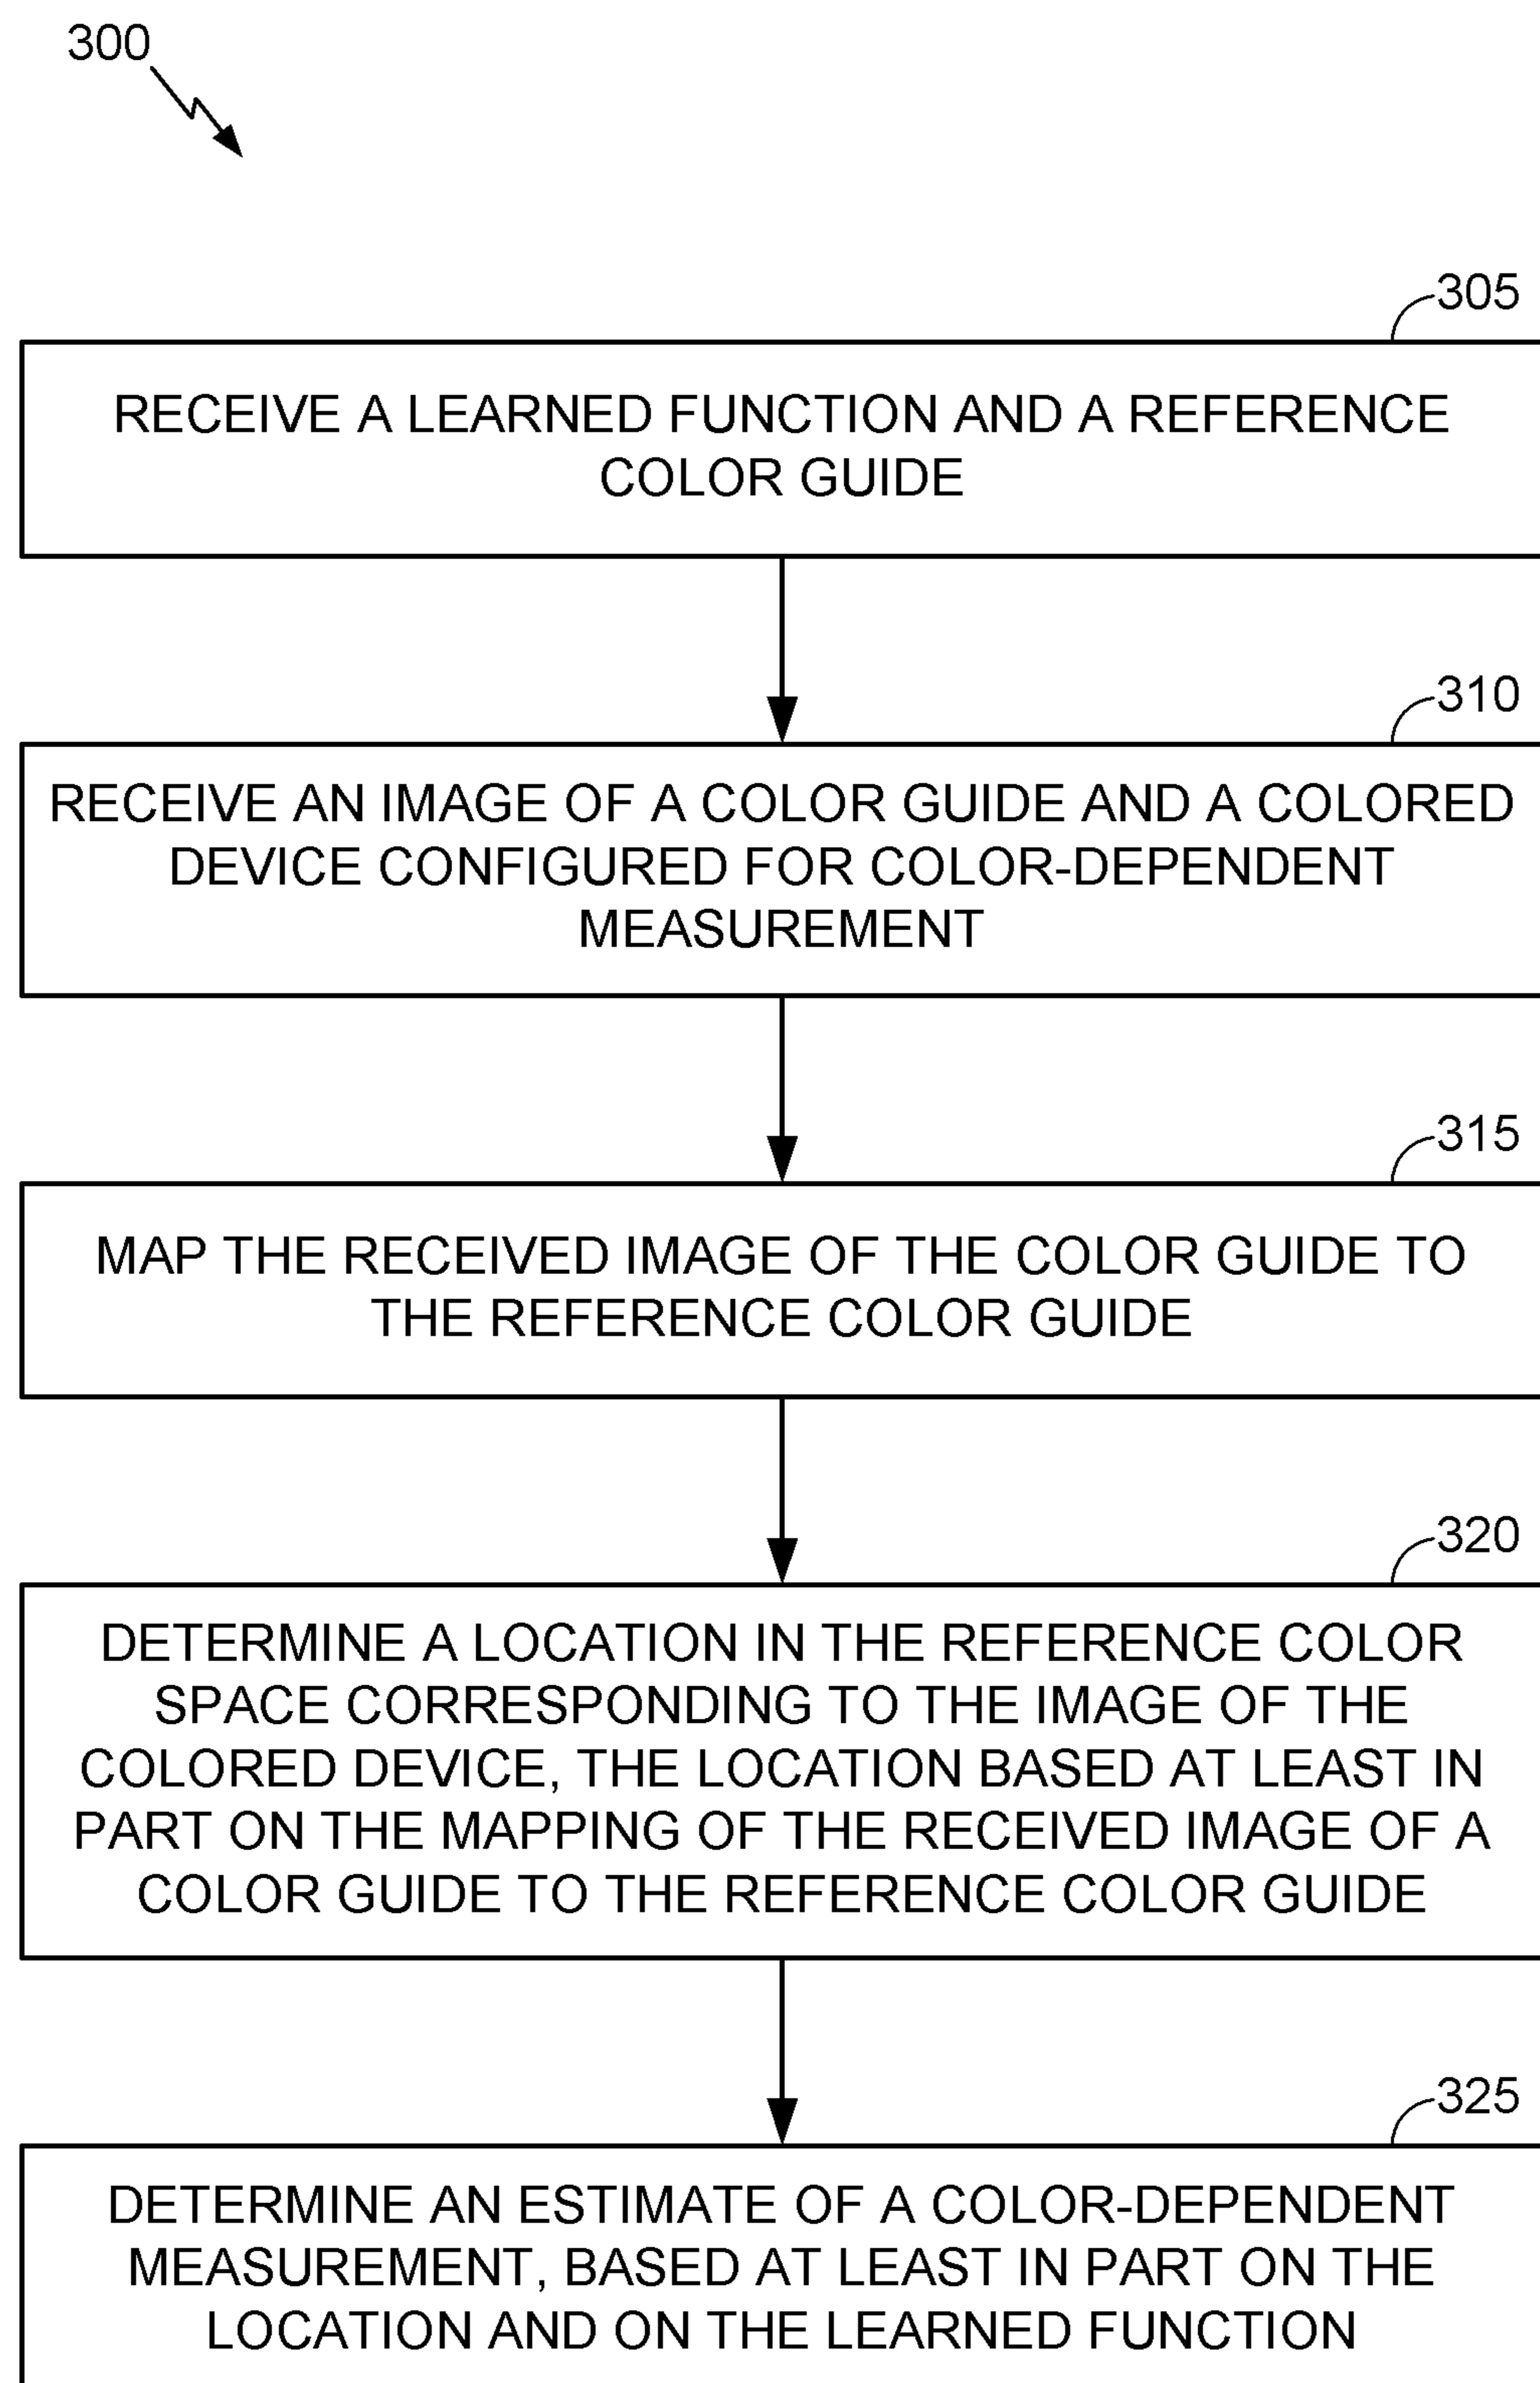 300
305
RECEIVE A LEARNED FUNCTION AND A REFERENCE
COLOR GUIDE
310
RECEIVE AN IMAGE OF A COLOR GUIDE AND A COLORED
DEVICE CONFIGURED FOR COLOR-DEPENDENT
MEASUREMENT
315
MAP THE RECEIVED IMAGE OF THE COLOR GUIDE TO
THE REFERENCE COLOR GUIDE
320
DETERMINE A LOCATION IN THE REFERENCE COLOR
SPACE CORRESPONDING TO THE IMAGE OF THE
COLORED DEVICE, THE LOCATION BASED AT LEAST IN
PART ON THE MAPPING OF THE RECEIVED IMAGE OF A
COLOR GUIDE TO THE REFERENCE COLOR GUIDE
325
DETERMINE AN ESTIMATE OF A COLOR-DEPENDENT
MEASUREMENT, BASED AT LEAST IN PART ON THE
LOCATION AND ON THE LEARNED FUNCTION